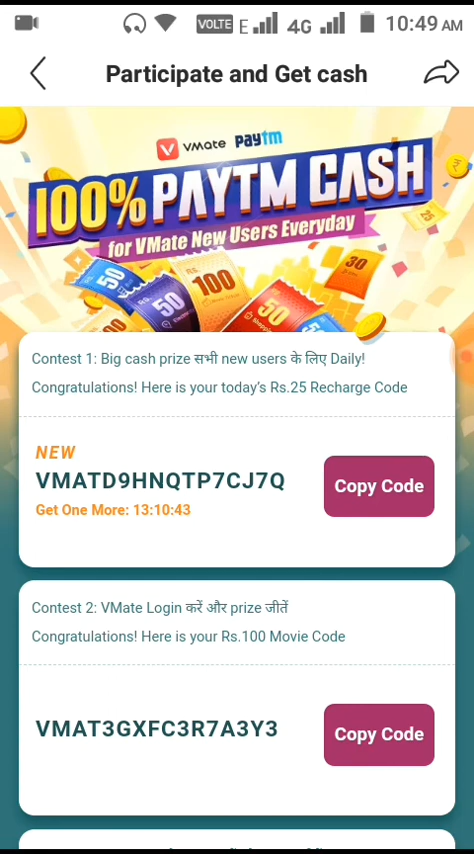 VOLTE E 4G 10:49 AM
Participate and Get cash
vmate paytm
100% PAYTM CASH
for VMate New Users Everyday
50
RS. 50
RS. 100
50
30
25
Contest 1: Big cash prize सभी new users के लिए Daily!
Congratulations! Here is your today's Rs.25 Recharge Code
NEW
VMATD9HNQTP7CJ7Q
Copy Code
Get One More: 13:10:43
Contest 2: VMate Login करें और prize जीतें
Congratulations! Here is your Rs.100 Movie Code
VMAT3GXFC3R7A3Y3
Copy Code